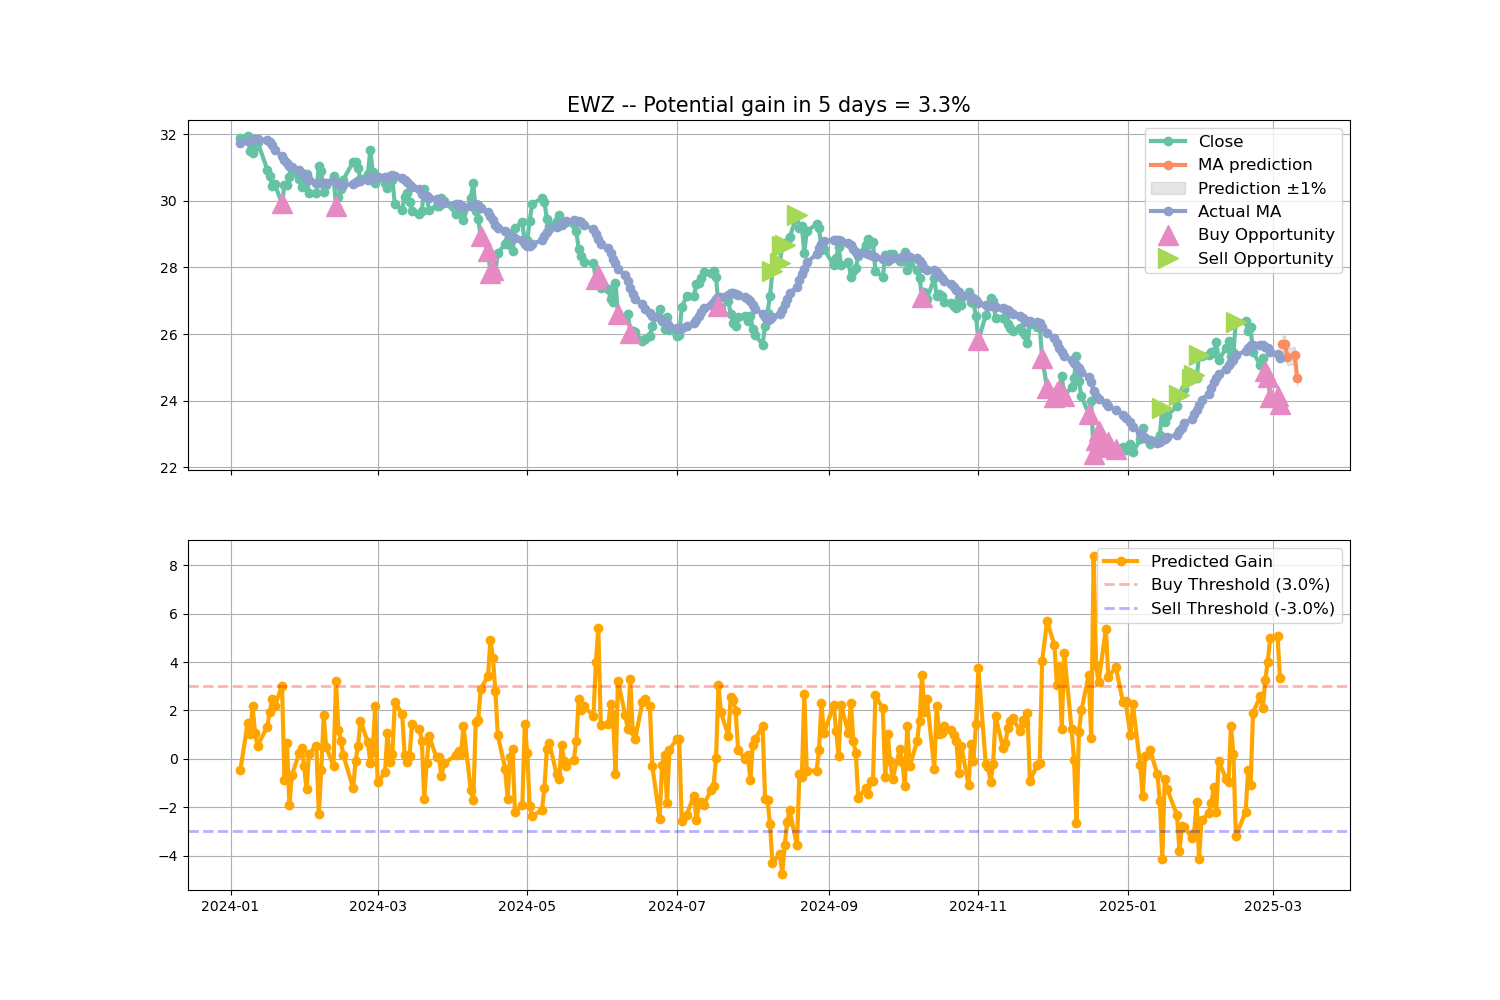 EWZ -- Potential gain in 5 days = 3.3%
32
30
28
26
24
22
Close
MA prediction
Prediction ±1%
Actual MA
Buy Opportunity
Sell Opportunity
8
6
4
2
0
−2
−4
Predicted Gain
Buy Threshold (3.0%)
Sell Threshold (-3.0%)
2024-01
2024-03
2024-05
2024-07
2024-09
2024-11
2025-01
2025-03